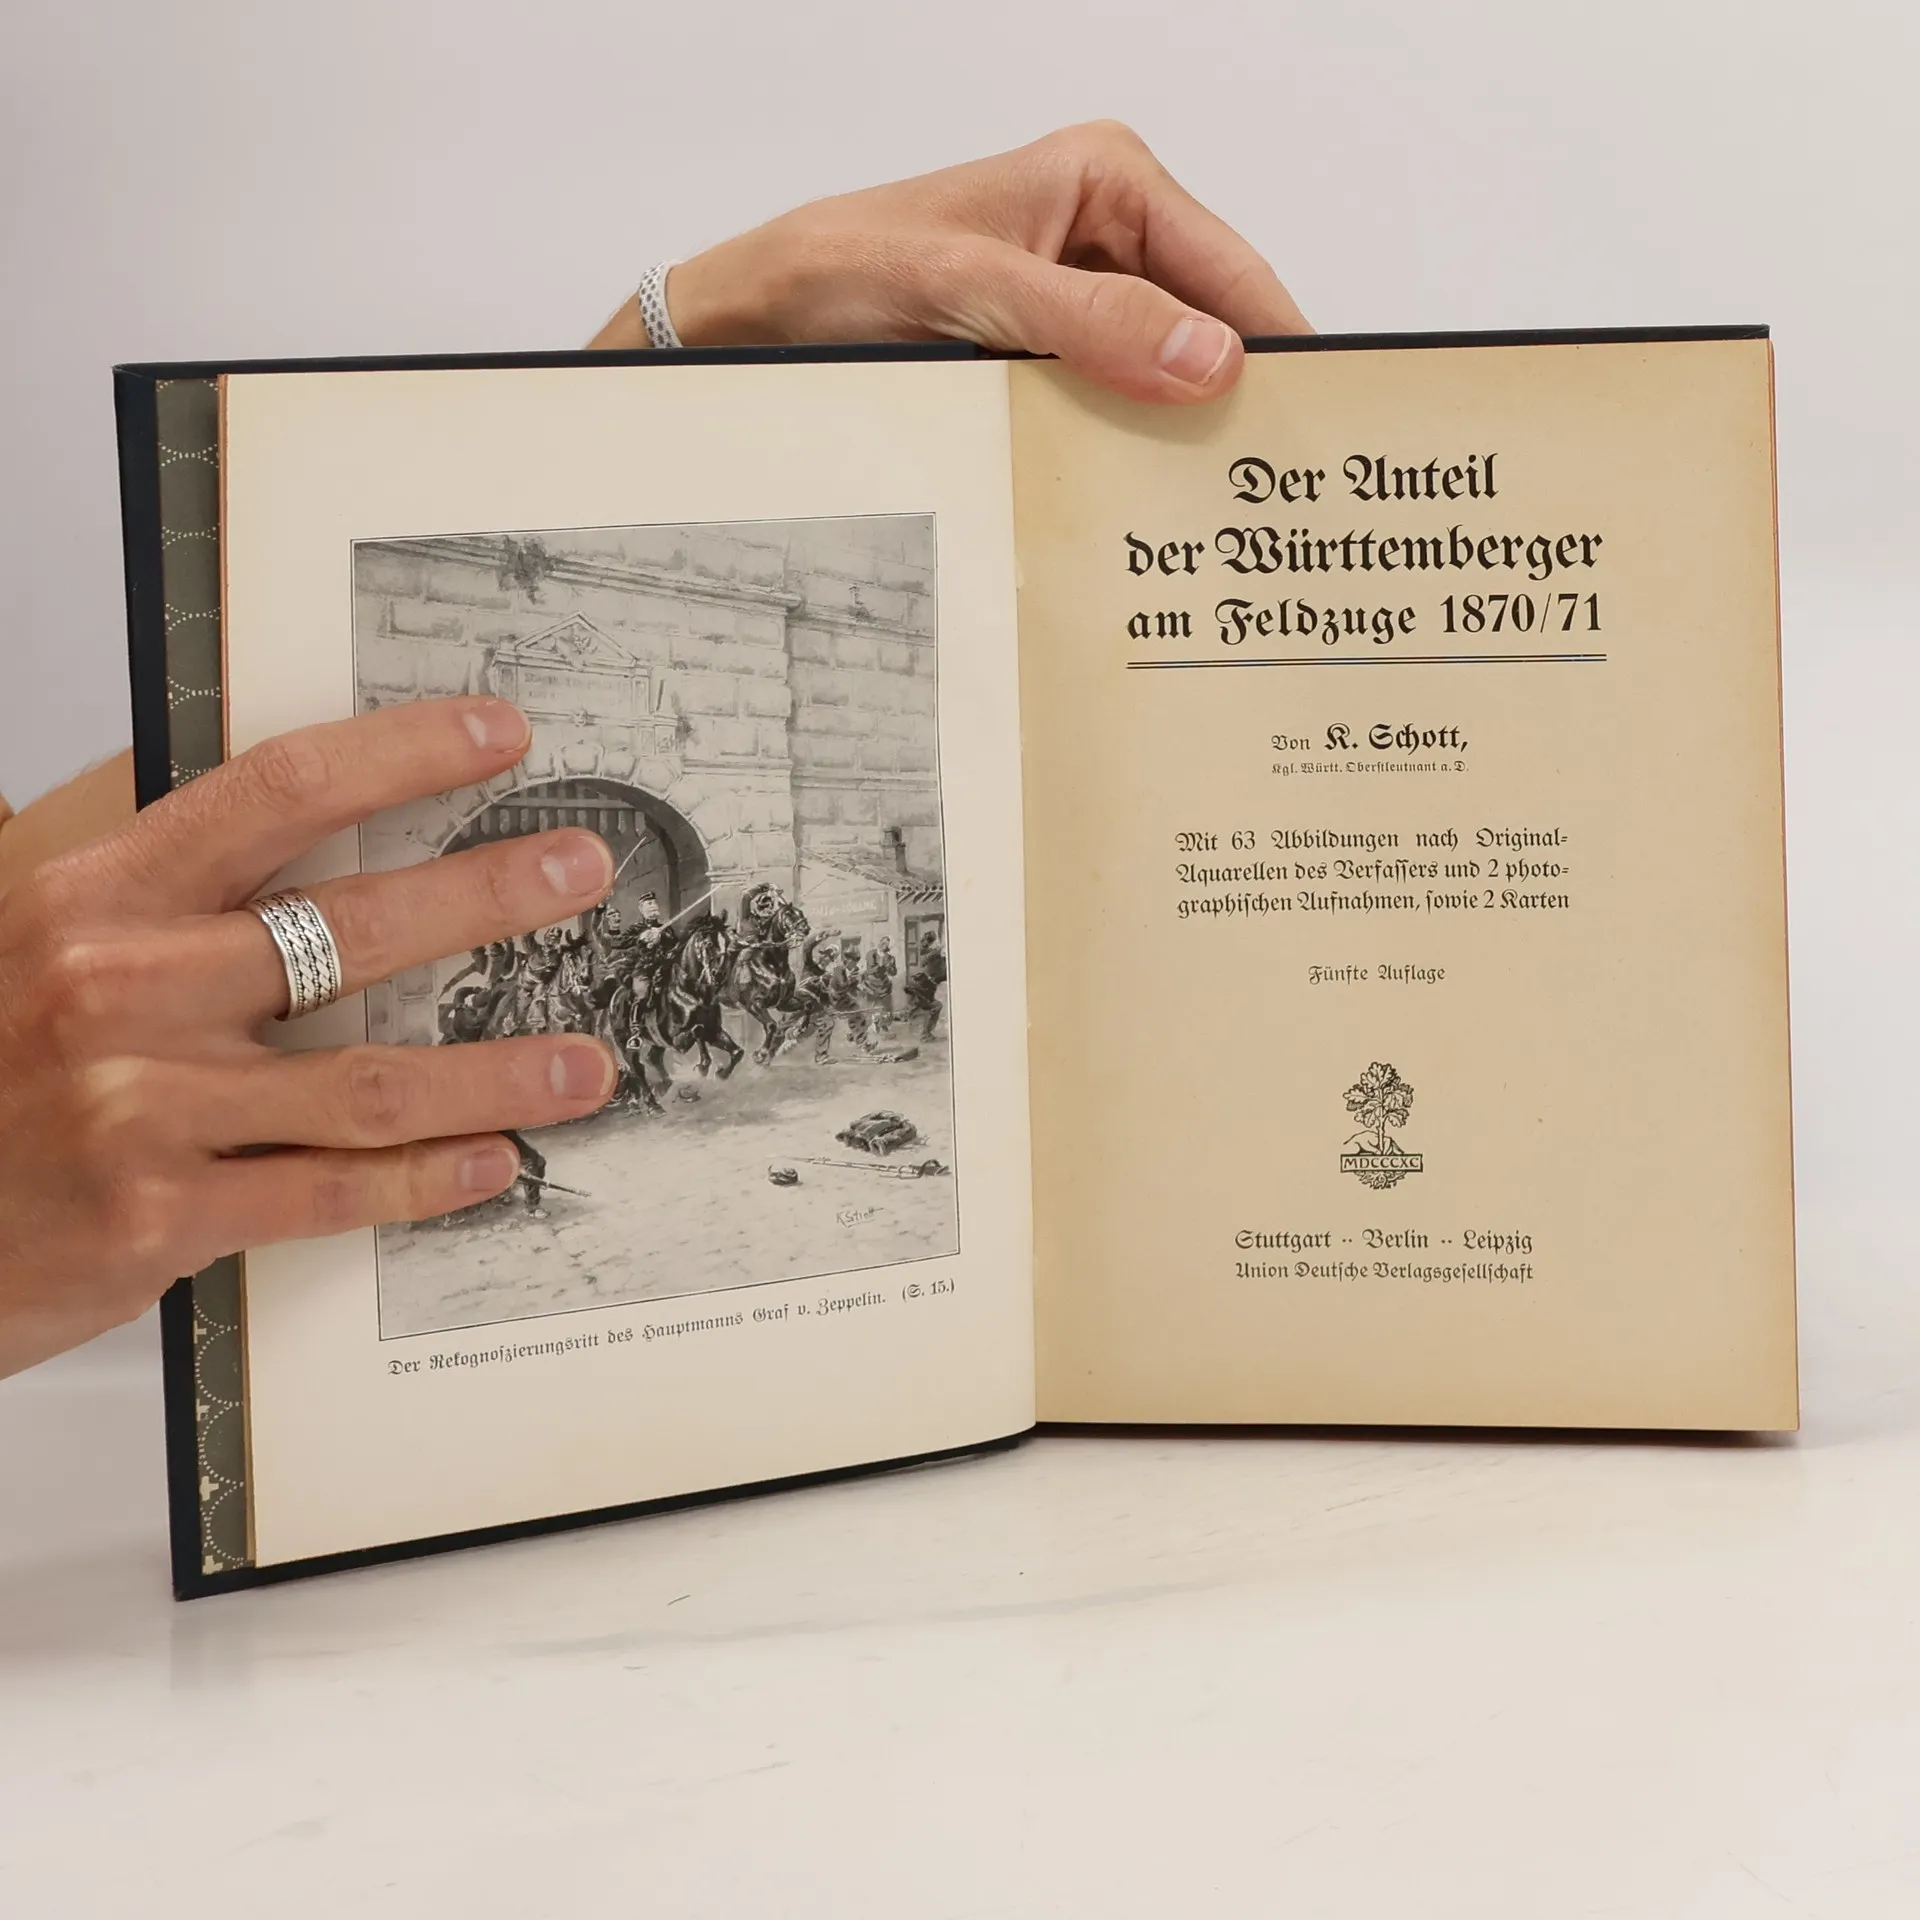 Der Rekognoszierungsritt des Hauptmanns Graf v. Zeppelin. (S. 15.)
Der Anteil
der Württemberger
am Feldzuge 1870/71
Von K. Schott,
Kgl. Württ. Oberstleutnant a. D.
Mit 63 Abbildungen nach Original-
Aquarellen des Verfassers und 2 photo-
graphischen Aufnahmen, sowie 2 Karten
Fünfte Auflage
MDCCCXC
Stuttgart ·· Berlin ·· Leipzig
Union Deutsche Verlagsgesellschaft